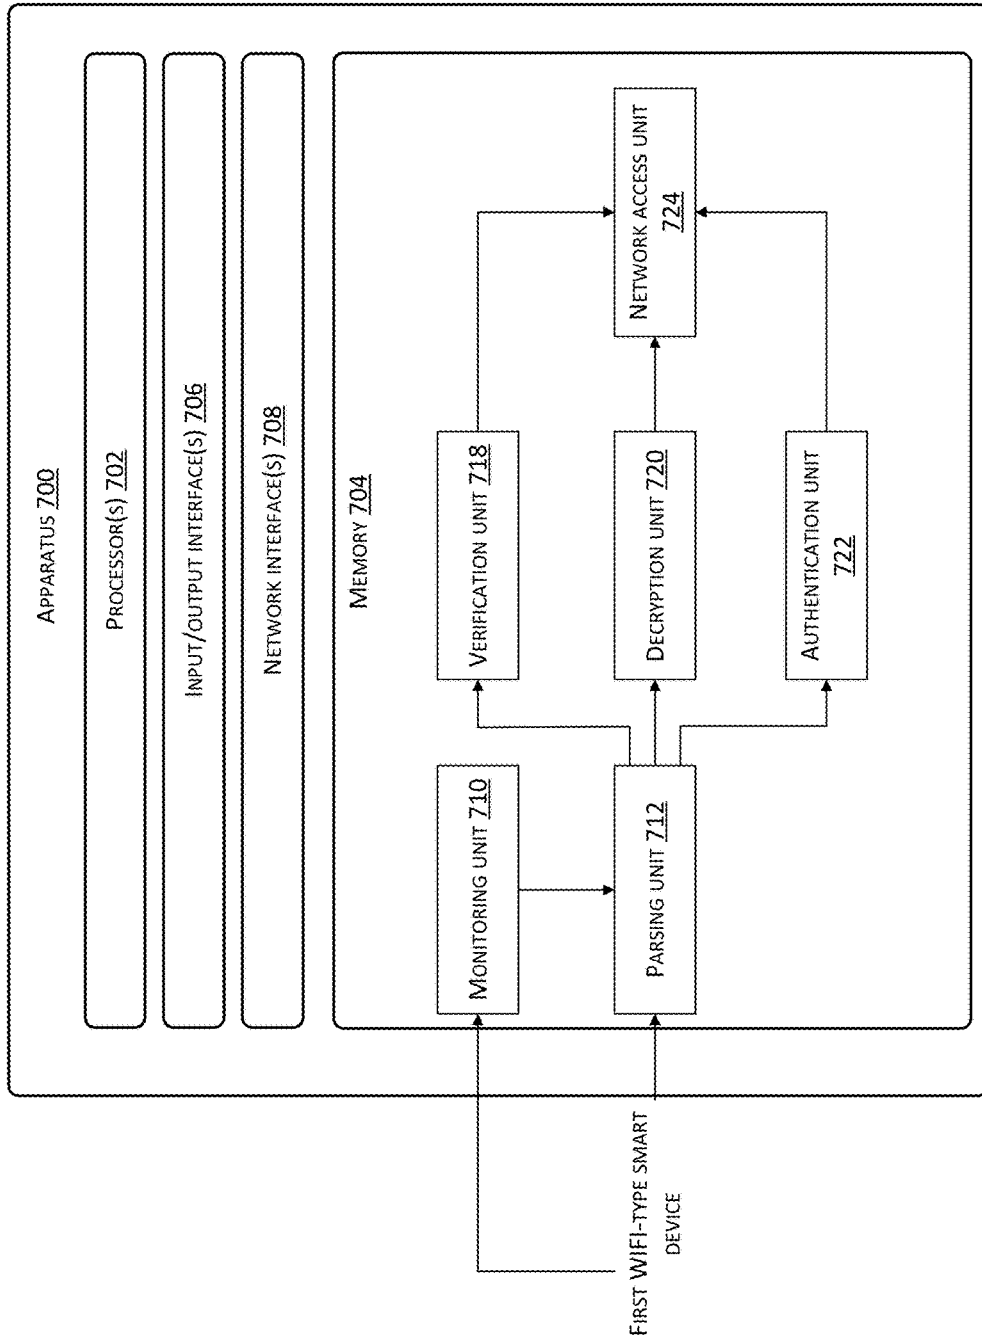 APPARATUS 700
PROCESSOR(S) 702
INPUT/OUTPUT INTERFACE(S) 706
NETWORK INTERFACE(S) 708
MEMORY 704
FIRST WIFI-TYPE SMART
DEVICE
MONITORING UNIT 710
PARSING UNIT 712
VERIFICATION UNIT 718
DECRYPTION UNIT 720
AUTHENTICATION UNIT
722
NETWORK ACCESS UNIT
724